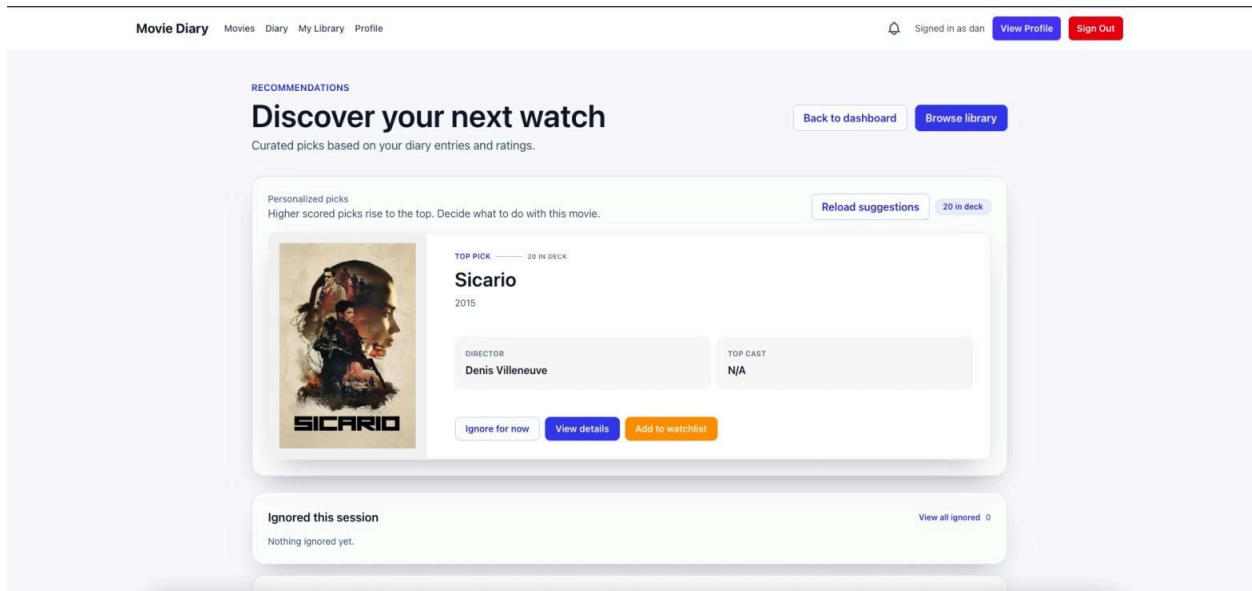 Movie Diary Movies Diary My Library Profile Signed in as dan View Profile Sign Out
RECOMMENDATIONS
Discover your next watch
Back to dashboard Browse library
Curated picks based on your diary entries and ratings.
Personalized picks
Higher scored picks rise to the top. Decide what to do with this movie.
Reload suggestions 20 in deck
TOP PICK 20 IN DECK
Sicario
2015
DIRECTOR
Denis Villeneuve
TOP CAST
N/A
SICARIO
Ignore for now View details Add to watchlist
Ignored this session View all ignored 0
Nothing ignored yet.